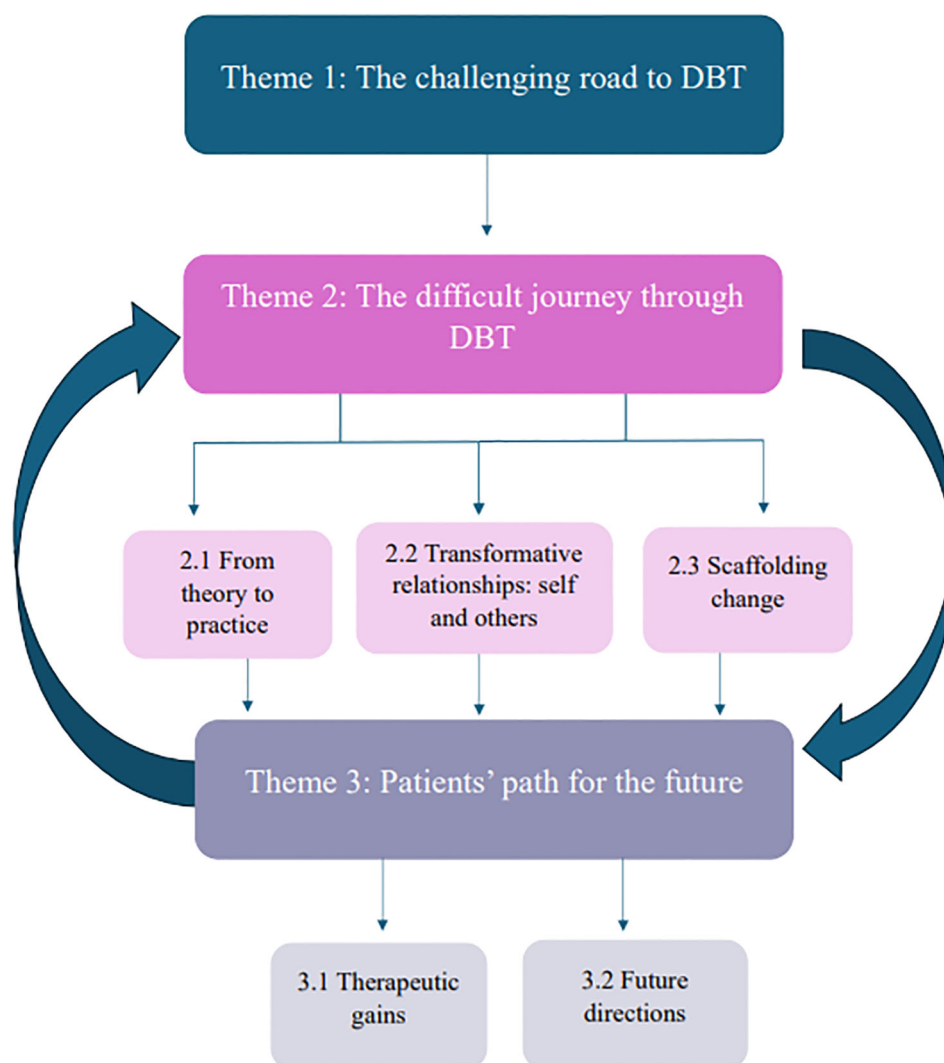 Theme 1: The challenging road to DBT
Theme 2: The difficult journey through
DBT
2.1 From
theory to
practice
2.2 Transformative
relationships: self
and others
2.3 Scaffolding
change
Theme 3: Patients’ path for the future
3.1 Therapeutic
gains
3.2 Future
directions